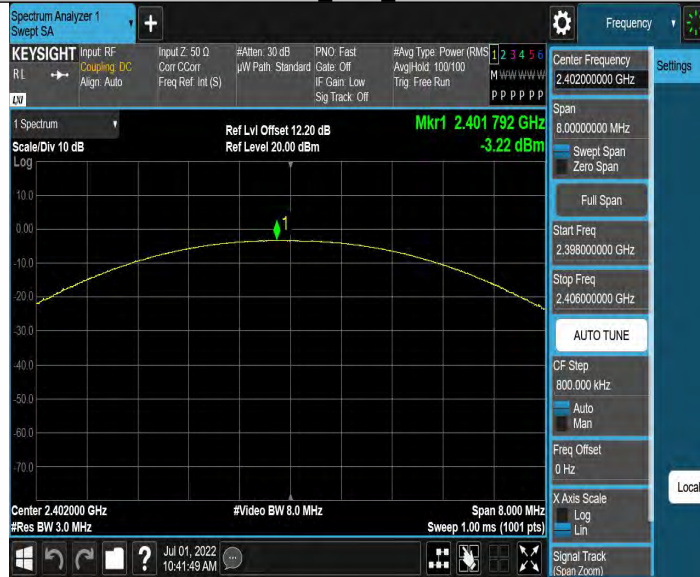 Spectrum Analyzer 1
Swept SA
+
Frequency
KEYSIGHT
RL
LXI
Input: RF
Coupling: DC
Align: Auto
Input Z: 50 Ω
Corr CCorr
Freq Ref: Int (S)
#Atten: 30 dB
µW Path: Standard
PNO: Fast
Gate: Off
IF Gain: Low
Sig Track: Off
#Avg Type: Power (RMS
Avg|Hold: 100/100
Trig: Free Run
1 2 3 4 5 6
M W W W W W
P P P P P P
1 Spectrum
Scale/Div 10 dB
Ref Lvl Offset 12.20 dB
Ref Level 20.00 dBm
Mkr1 2.401 792 GHz
-3.22 dBm
Log
10.0
0.00
-10.0
-20.0
-30.0
-40.0
-60.0
-70.0
1
Center 2.402000 GHz
#Res BW 3.0 MHz
#Video BW 8.0 MHz
Span 8.000 MHz
Sweep 1.00 ms (1001 pts)
?
Jul 01, 2022
10:41:49 AM
Center Frequency
2.402000000 GHz
Settings
Span
8.00000000 MHz
Swept Span
Zero Span
Full Span
Start Freq
2.398000000 GHz
Stop Freq
2.406000000 GHz
AUTO TUNE
CF Step
800.000 kHz
Auto
Man
Freq Offset
0 Hz
X Axis Scale
Log
Lin
Local
Signal Track
(Span Zoom)